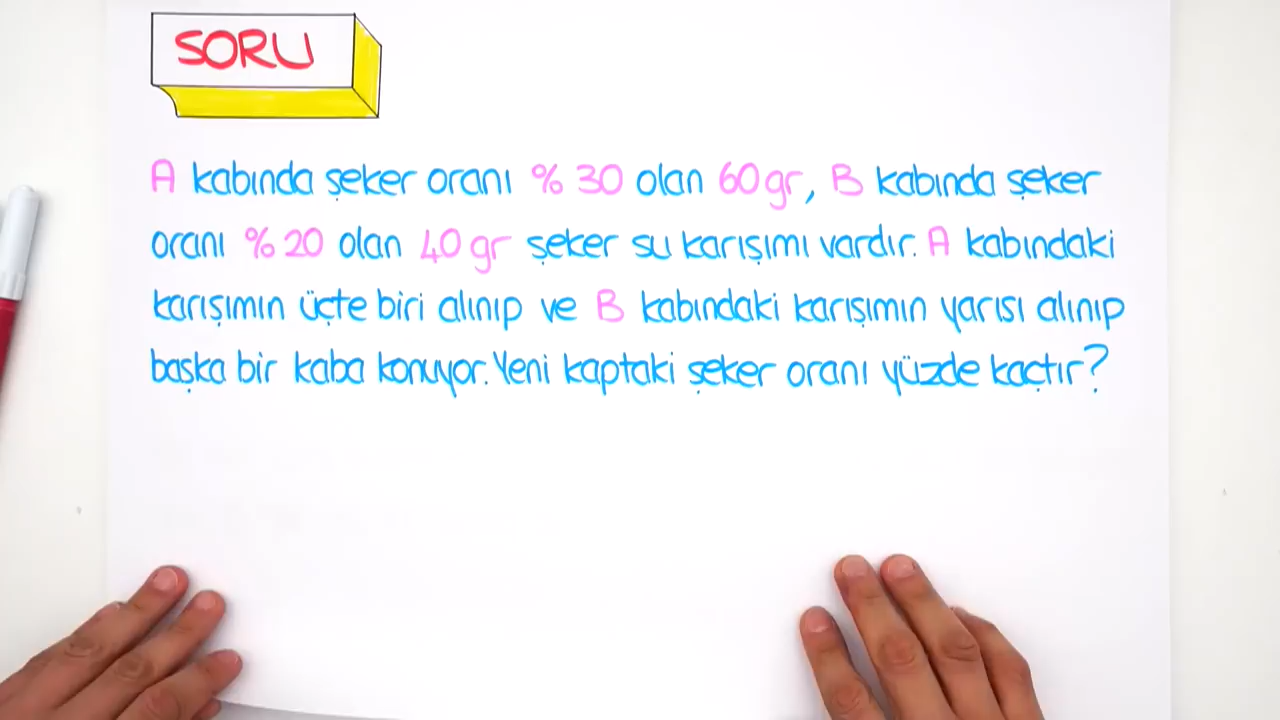 SORU
A kabında şeker oranı % 30 olan 60 gr, B kabında şeker
oranı % 20 olan 40 gr şeker su karışımı vardır. A kabındaki
karışımın üçte biri alınıp ve B kabındaki karışımın yarısı alınıp
başka bir kaba konuyor. Yeni kaptaki şeker oranı yüzde kaçtır?